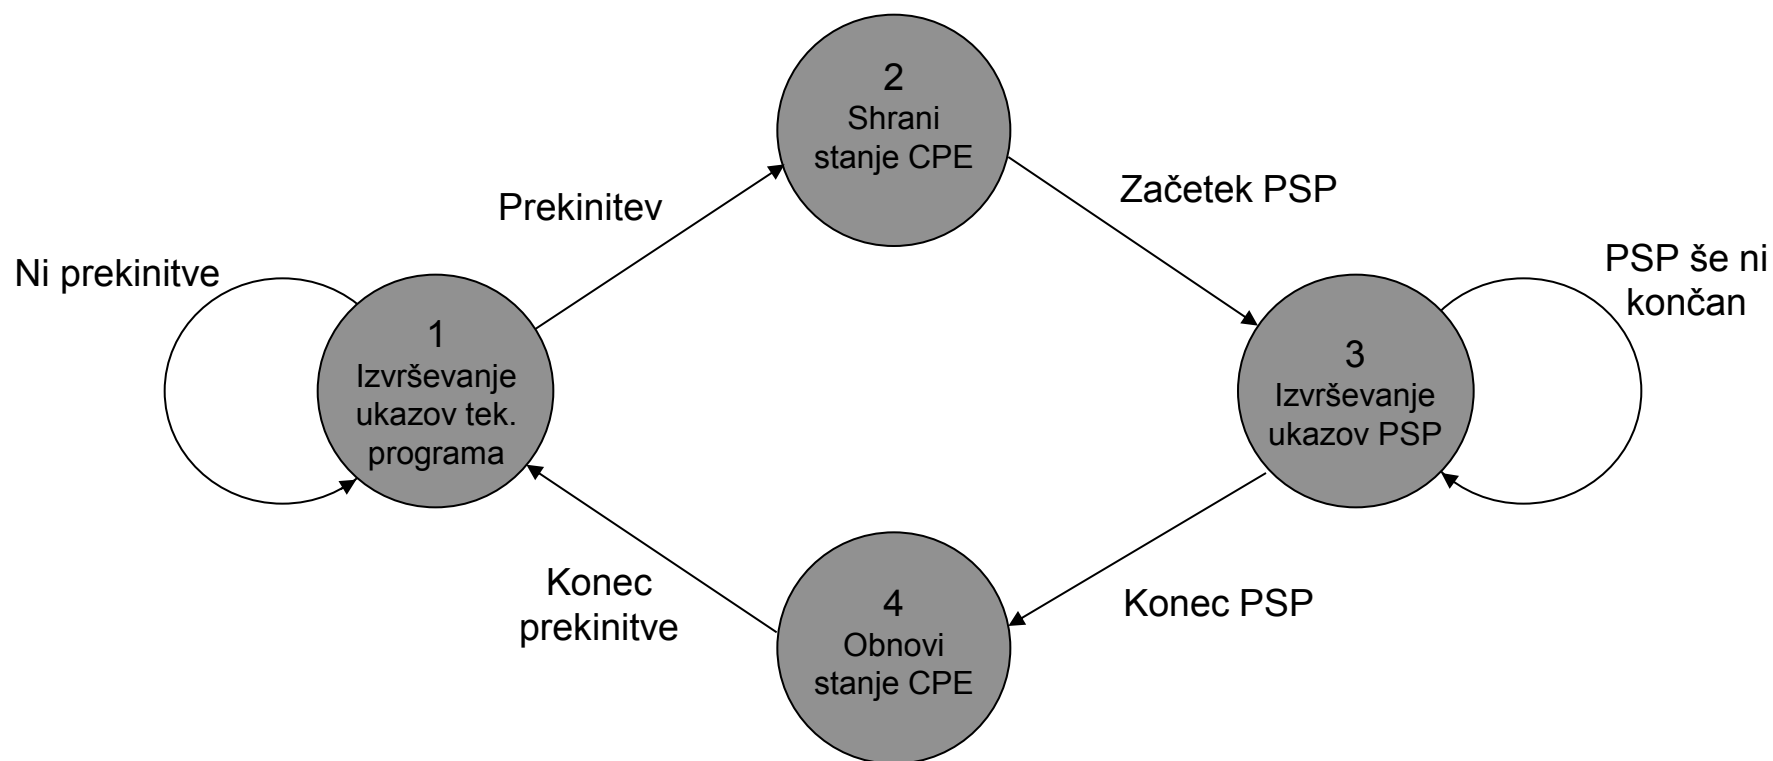 2
Shrani
stanje CPE
Prekinitev
Začetek PSP
Ni prekinitve
PSP še ni
končan
1
Izvrševanje
ukazov tek.
programa
3
Izvrševanje
ukazov PSP
Konec
prekinitve
4
Obnovi
stanje CPE
Konec PSP